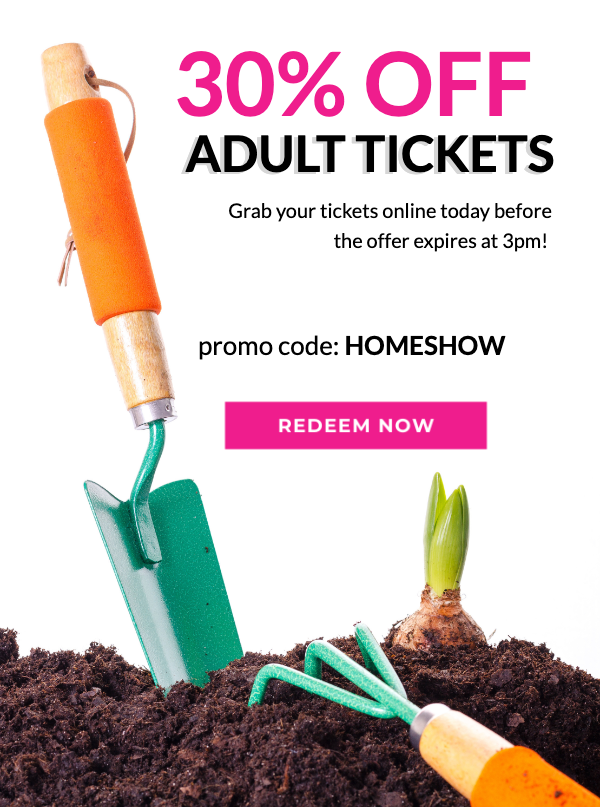 30% OFF
ADULT TICKETS
Grab your tickets online today before
the offer expires at 3pm!
promo code: HOMESHOW
REDEEM NOW